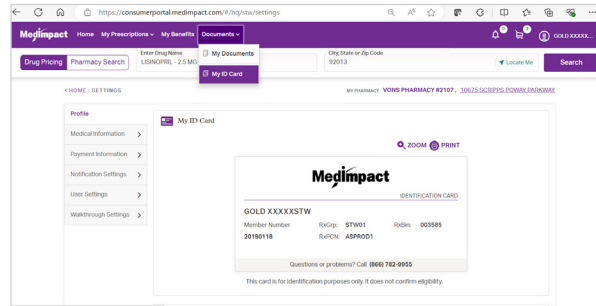 https://consumerportal.medimpact.com/#/hq/stw/settings
Medimpact Home My Prescriptions My Benefits Documents GOLD XXXXX...
My Documents
My ID Card
Drug Pricing Pharmacy Search Enter Drug Name City, State or Zip Code
LISINOPRIL - 2.5 MG 92013 Locate Me Search
HOME : SETTINGS MY PHARMACY VONS PHARMACY #2107 , 10675 SCRIPPS POWAY PARKWAY
Profile
Medical Information
Payment Information
Notification Settings
User Settings
Walkthrough Settings
My ID Card
ZOOM PRINT
Medimpact
IDENTIFICATION CARD
GOLD XXXXXSTW
Member Number RxGrp: STW01 RxBin: 003585
20190118 RxPCN: ASPROD1
Questions or problems? Call (866) 782-9955
This card is for identification purposes only. It does not confirm eligibility.